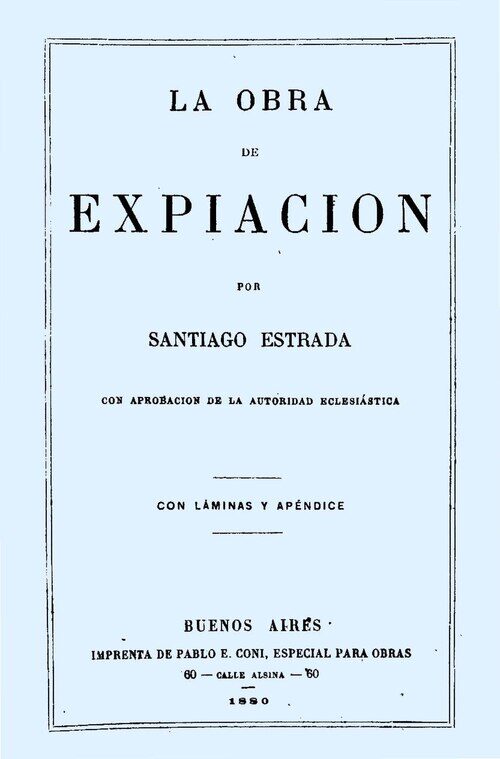 LA OBRA
DE
EXPIACION
POR
SANTIAGO ESTRADA
CON APROBACION DE LA AUTORIDAD ECLESIÁSTICA
CON LÁMINAS Y APÉNDICE
BUENOS AIRES
IMPRENTA DE PABLO E. CONI, ESPECIAL PARA OBRAS
60 — CALLE ALSINA — 60
1880